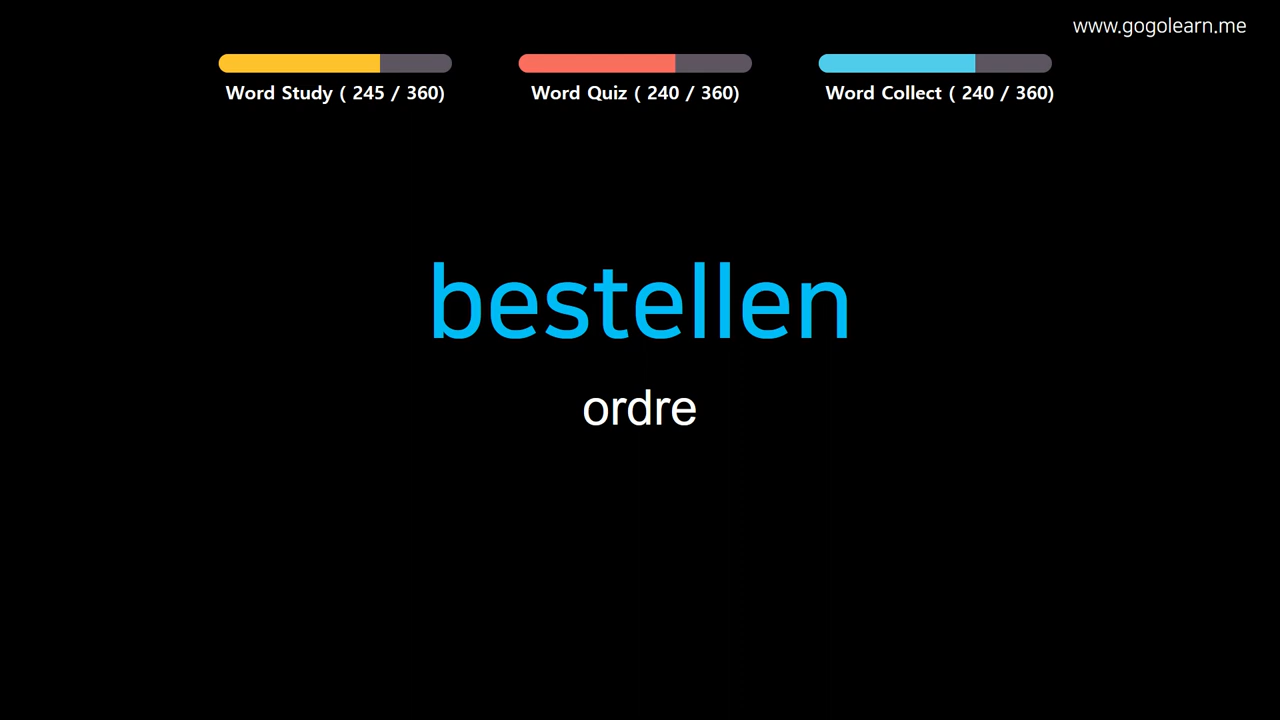 www.gogolearn.me
Word Study ( 245 / 360)
Word Quiz ( 240 / 360)
Word Collect ( 240 / 360)
bestellen
ordre